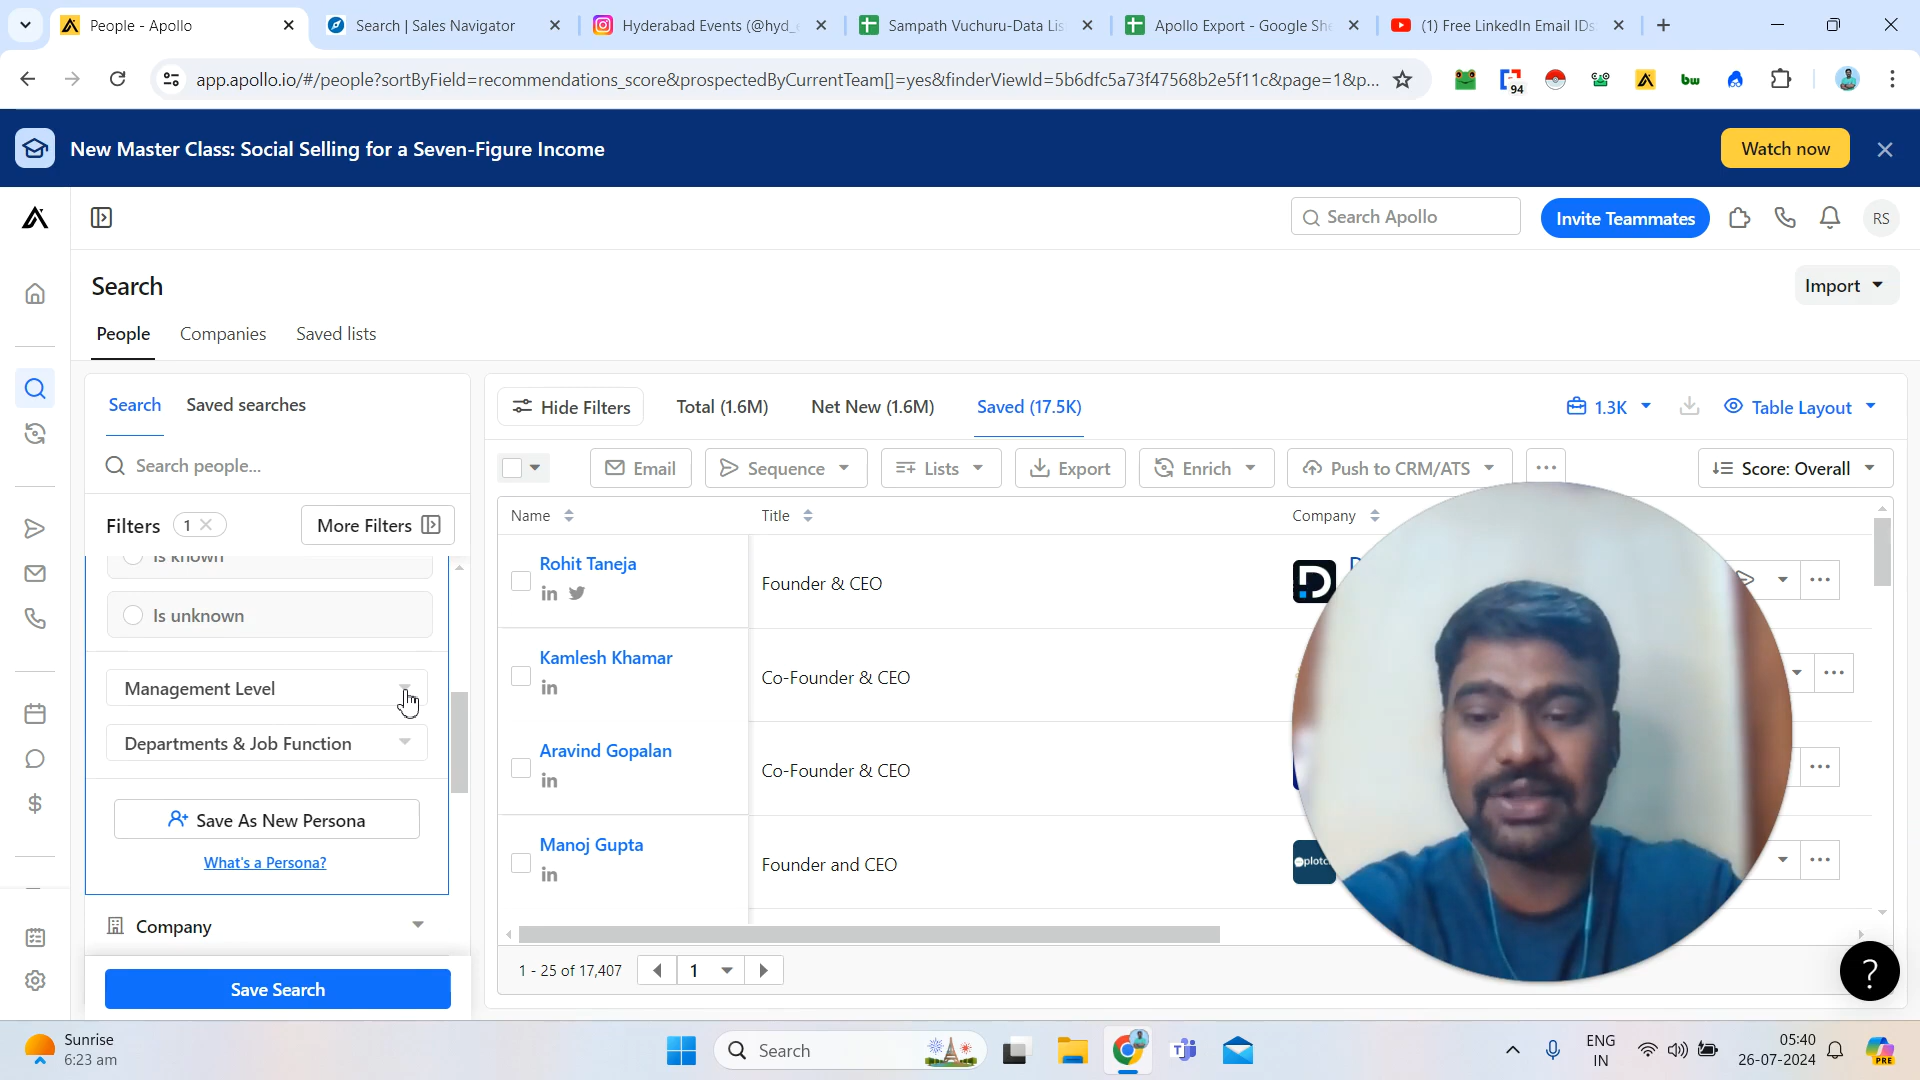 People - Apollo
Search | Sales Navigator
Hyderabad Events (@hyd_
Sampath Vuchuru-Data Lis
Apollo Export - Google She
(1) Free LinkedIn Email IDs
app.apollo.io/#/people?sortByField=recommendations_score&prospectedByCurrentTeam[]=yes&finderViewId=5b6dfc5a73f47568b2e5f11c&page=1&p...
94
bw
New Master Class: Social Selling for a Seven-Figure Income
Watch now
Search Apollo
Invite Teammates
RS
Search
Import
People
Companies
Saved lists
Search
Saved searches
Hide Filters
Total (1.6M)
Net New (1.6M)
Saved (17.5K)
1.3K
Table Layout
Search people...
Email
Sequence
Lists
Export
Enrich
Push to CRM/ATS
Score: Overall
Filters
1
More Filters
Name
Title
Company
Is known
Is unknown
Management Level
Departments & Job Function
Save As New Persona
What's a Persona?
Company
Save Search
Rohit Taneja
Founder & CEO
Kamlesh Khamar
Co-Founder & CEO
Aravind Gopalan
Co-Founder & CEO
Manoj Gupta
Founder and CEO
1 - 25 of 17,407
1
?
Sunrise
6:23 am
Search
ENG
IN
05:40
26-07-2024
PRE